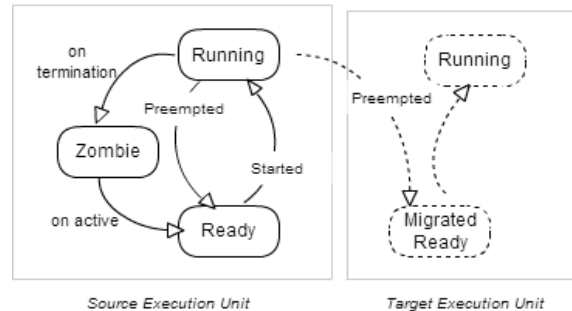 on
termination
Running
Preempted
Zombie
Started
on active
Ready
Source Execution Unit
Running
Preempted
Migrated
Ready
Target Execution Unit